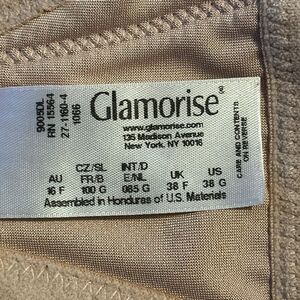 9005DL
RN 15564
27-1160-4
1066
Glamorise®
www.glamorise.com
135 Madison Avenue
New York, NY 10016
CARE AND CONTENTS
ON REVERSE
CZ/SL INT/D
AU FR/B E/NL UK US
16 F 100 G 085 G 38 F 38 G
Assembled in Honduras of U.S. Materials